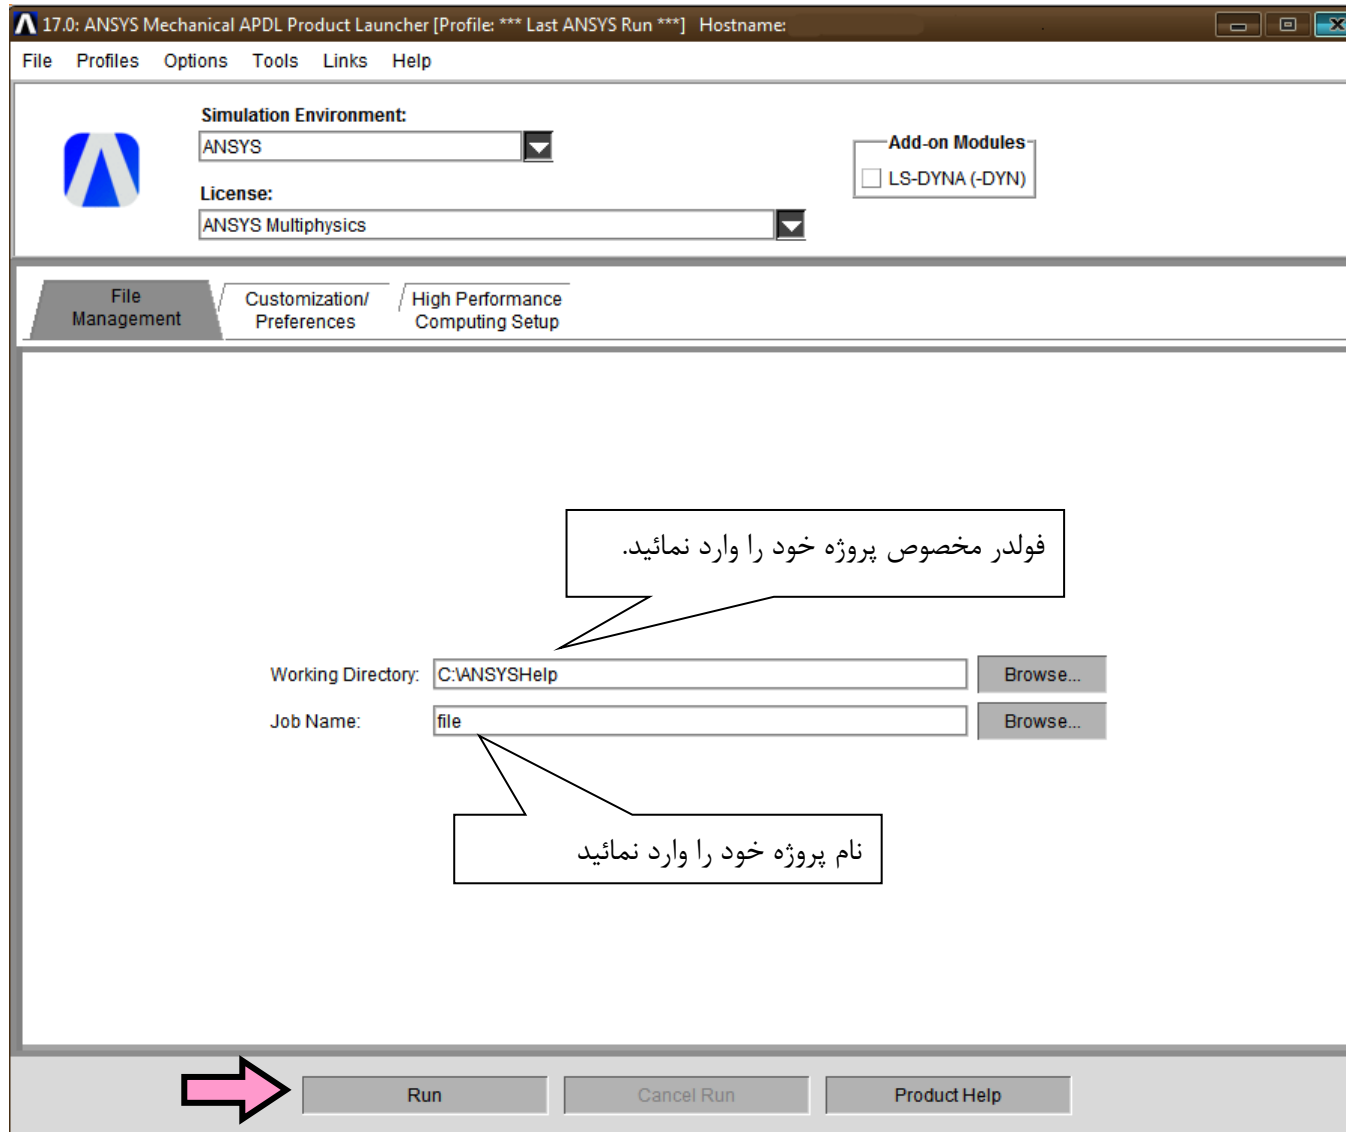 17.0: ANSYS Mechanical APDL Product Launcher [Profile: *** Last ANSYS Run ***] Hostname:
File Profiles Options Tools Links Help
Simulation Environment:
ANSYS
Add-on Modules
LS-DYNA (-DYN)
License:
ANSYS Multiphysics
File
Management
Customization/
Preferences
High Performance
Computing Setup
فولدر مخصوص پروژه خود را وارد نمائید.
Working Directory: C:\ANSYSHelp Browse...
Job Name: file Browse...
نام پروژه خود را وارد نمائید
Run Cancel Run Product Help